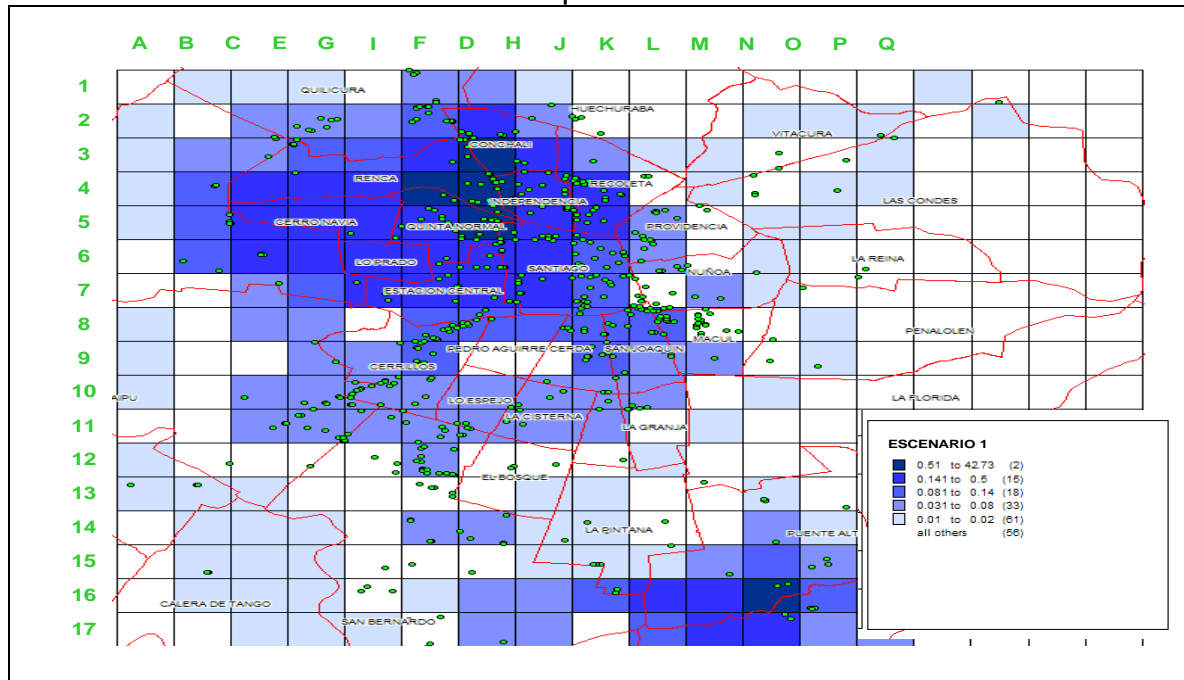 A B C E G I F D H J K L M N O P Q
1
QUILICURA
HUECHURABA
2
VITACURA
3
CONCHALI
RENCA
RECOLETA
4
INDEPENDENCIA
LAS CONDES
5
CERRO NAVIA
QUINTA NORMAL
PROVIDENCIA
6
LO PRADO
SANTIAGO
LA REINA
NUÑOA
7
ESTACION CENTRAL
8
PENALOLEN
MACUL
PEDRO AGUIRRE CERDA
SAN JOAQUIN
9
CERRILLOS
10
AIPU
LO ESPEJO
LA FLORIDA
LA CISTERNA
11
LA GRANJA
12
EL BOSQUE
13
14
LA PINTANA
PUENTE ALT
15
16
CALERA DE TANGO
17
SAN BERNARDO
ESCENARIO 1
0.51 to 42.73 (2)
0.141 to 0.5 (15)
0.081 to 0.14 (18)
0.031 to 0.08 (33)
0.01 to 0.02 (61)
all others (56)